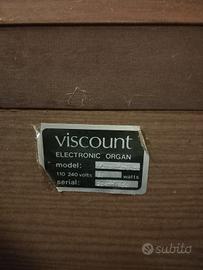 viscount
ELECTRONIC ORGAN
model:
110 240 volts watts
serial:
subito